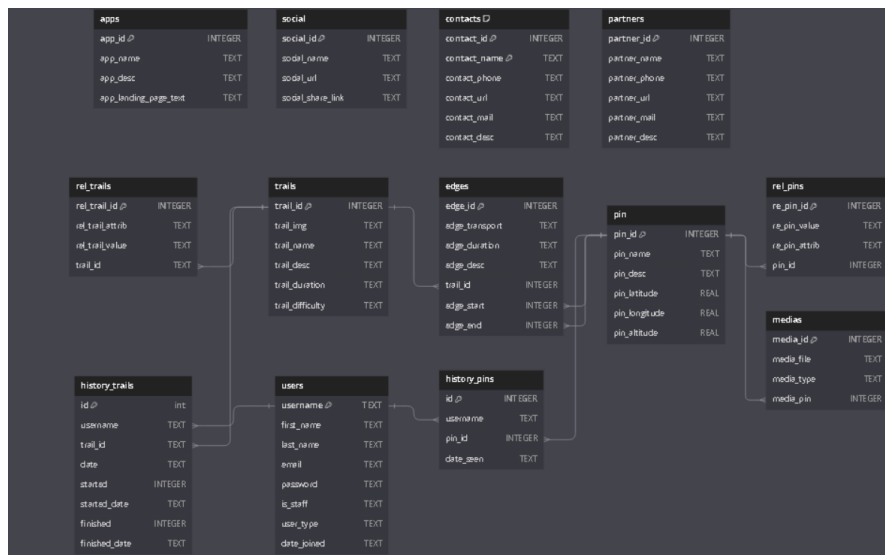 apps
app_id INTEGER
app_name TEXT
app_desc TEXT
app_landing_page_text TEXT
social
social_id INTEGER
social_name TEXT
social_url TEXT
social_share_link TEXT
contacts
contact_id INTEGER
contact_name TEXT
contact_phone TEXT
contact_url TEXT
contact_mail TEXT
contact_desc TEXT
partners
partner_id INTEGER
partner_name TEXT
partner_phone TEXT
partner_url TEXT
partner_mail TEXT
partner_desc TEXT
rel_trails
rel_trail_id INTEGER
rel_trail_attrib TEXT
rel_trail_value TEXT
trail_id TEXT
trails
trail_id INTEGER
trail_img TEXT
trail_name TEXT
trail_desc TEXT
trail_duration TEXT
trail_difficulty TEXT
edges
edge_id INTEGER
edge_transport TEXT
edge_duration TEXT
edge_desc TEXT
trail_id INTEGER
edge_start INTEGER
edge_end INTEGER
pin
pin_id INTEGER
pin_name TEXT
pin_desc TEXT
pin_latitude REAL
pin_longitude REAL
pin_altitude REAL
rel_pins
re_pin_id INTEGER
re_pin_value TEXT
re_pin_attrib TEXT
pin_id INTEGER
medias
media_id INTEGER
media_file TEXT
media_type TEXT
media_pin INTEGER
history_trails
id int
username TEXT
trail_id TEXT
date TEXT
started INTEGER
started_date TEXT
finished INTEGER
finished_date TEXT
users
username TEXT
first_name TEXT
last_name TEXT
email TEXT
password TEXT
is_staff TEXT
user_type TEXT
date_joined TEXT
history_pins
id INTEGER
username TEXT
pin_id INTEGER
date_seen TEXT